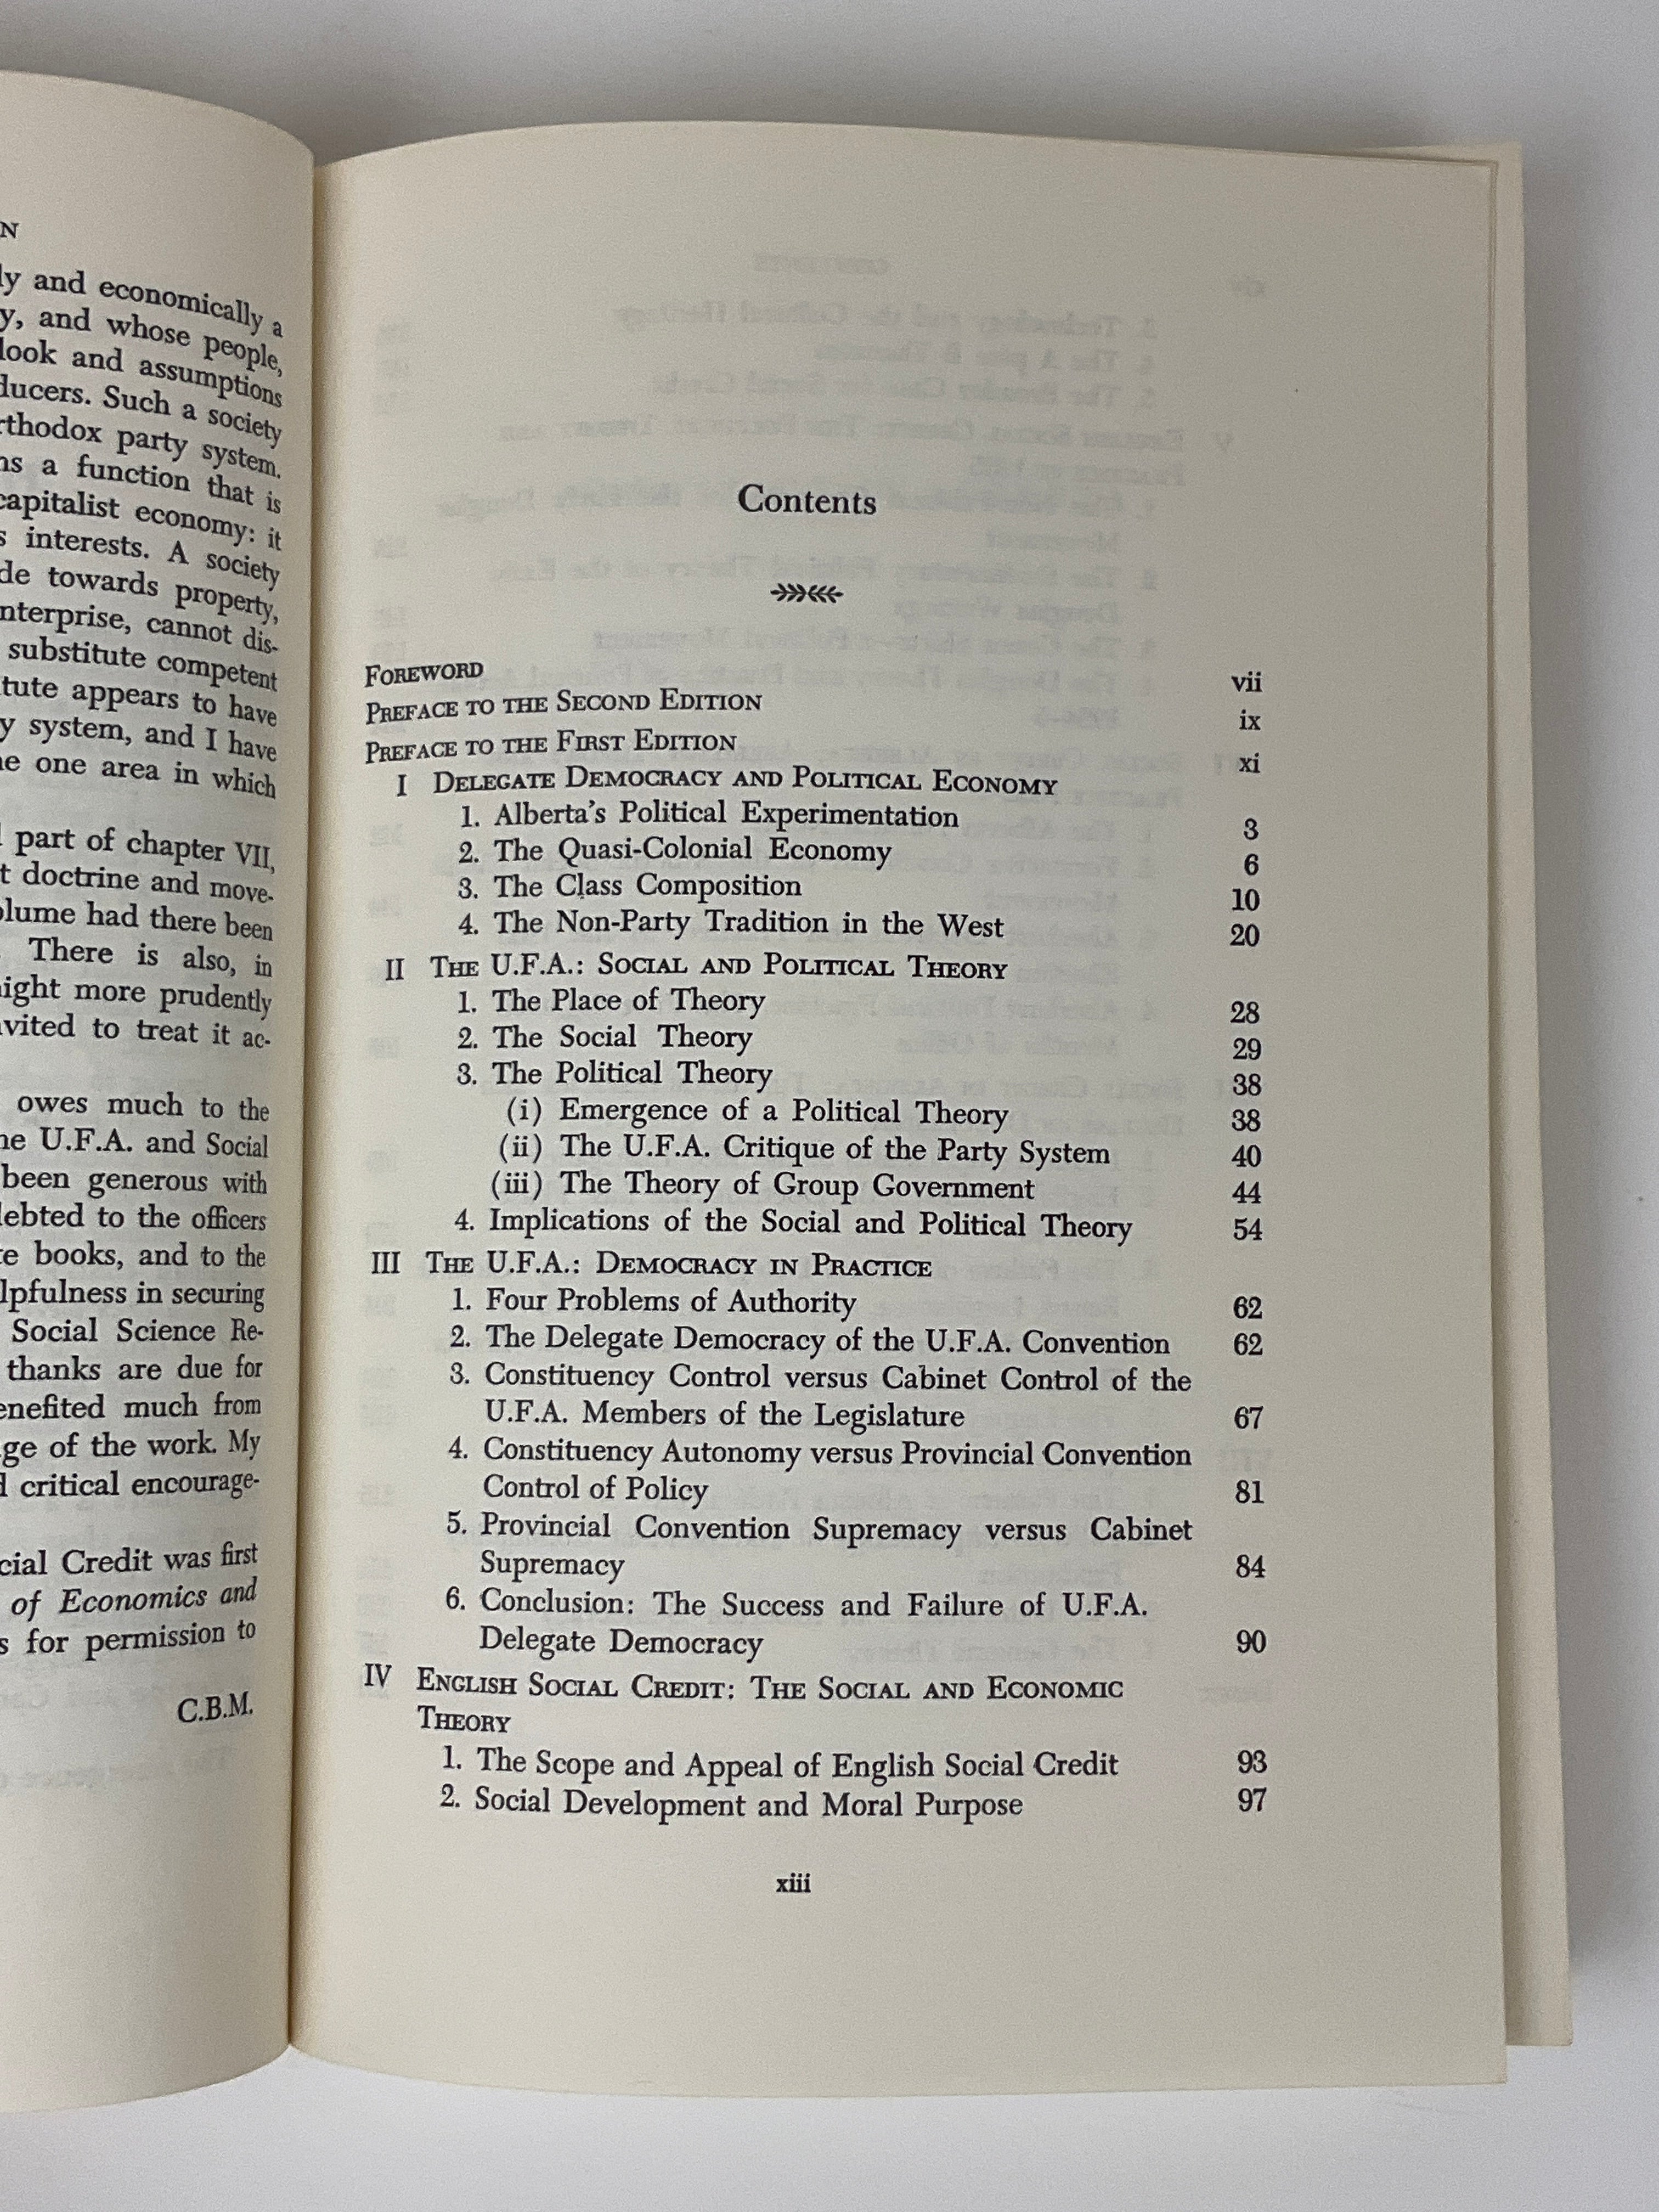 N
ly and economically a
y, and whose people,
look and assumptions
ducers. Such a society
rthodox party system.
ns a function that is
capitalist economy: it
s interests. A society
de towards property,
nterprise, cannot dis-
substitute competent
tute appears to have
y system, and I have
ne one area in which
l part of chapter VII,
t doctrine and move-
olume had there been
. There is also, in
ight more prudently
nvited to treat it ac-
owes much to the
he U.F.A. and Social
been generous with
debted to the officers
te books, and to the
elpfulness in securing
Social Science Re-
thanks are due for
enefited much from
ge of the work. My
d critical encourage-
cial Credit was first
of Economics and
s for permission to
C.B.M.
Contents
FOREWORD vii
PREFACE TO THE SECOND EDITION ix
PREFACE TO THE FIRST EDITION xi
I DELEGATE DEMOCRACY AND POLITICAL ECONOMY
1. Alberta's Political Experimentation 3
2. The Quasi-Colonial Economy 6
3. The Class Composition 10
4. The Non-Party Tradition in the West 20
II THE U.F.A.: SOCIAL AND POLITICAL THEORY
1. The Place of Theory 28
2. The Social Theory 29
3. The Political Theory 38
(i) Emergence of a Political Theory 38
(ii) The U.F.A. Critique of the Party System 40
(iii) The Theory of Group Government 44
4. Implications of the Social and Political Theory 54
III THE U.F.A.: DEMOCRACY IN PRACTICE
1. Four Problems of Authority 62
2. The Delegate Democracy of the U.F.A. Convention 62
3. Constituency Control versus Cabinet Control of the
U.F.A. Members of the Legislature 67
4. Constituency Autonomy versus Provincial Convention
Control of Policy 81
5. Provincial Convention Supremacy versus Cabinet
Supremacy 84
6. Conclusion: The Success and Failure of U.F.A.
Delegate Democracy 90
IV ENGLISH SOCIAL CREDIT: THE SOCIAL AND ECONOMIC
THEORY
1. The Scope and Appeal of English Social Credit 93
2. Social Development and Moral Purpose 97
xiii